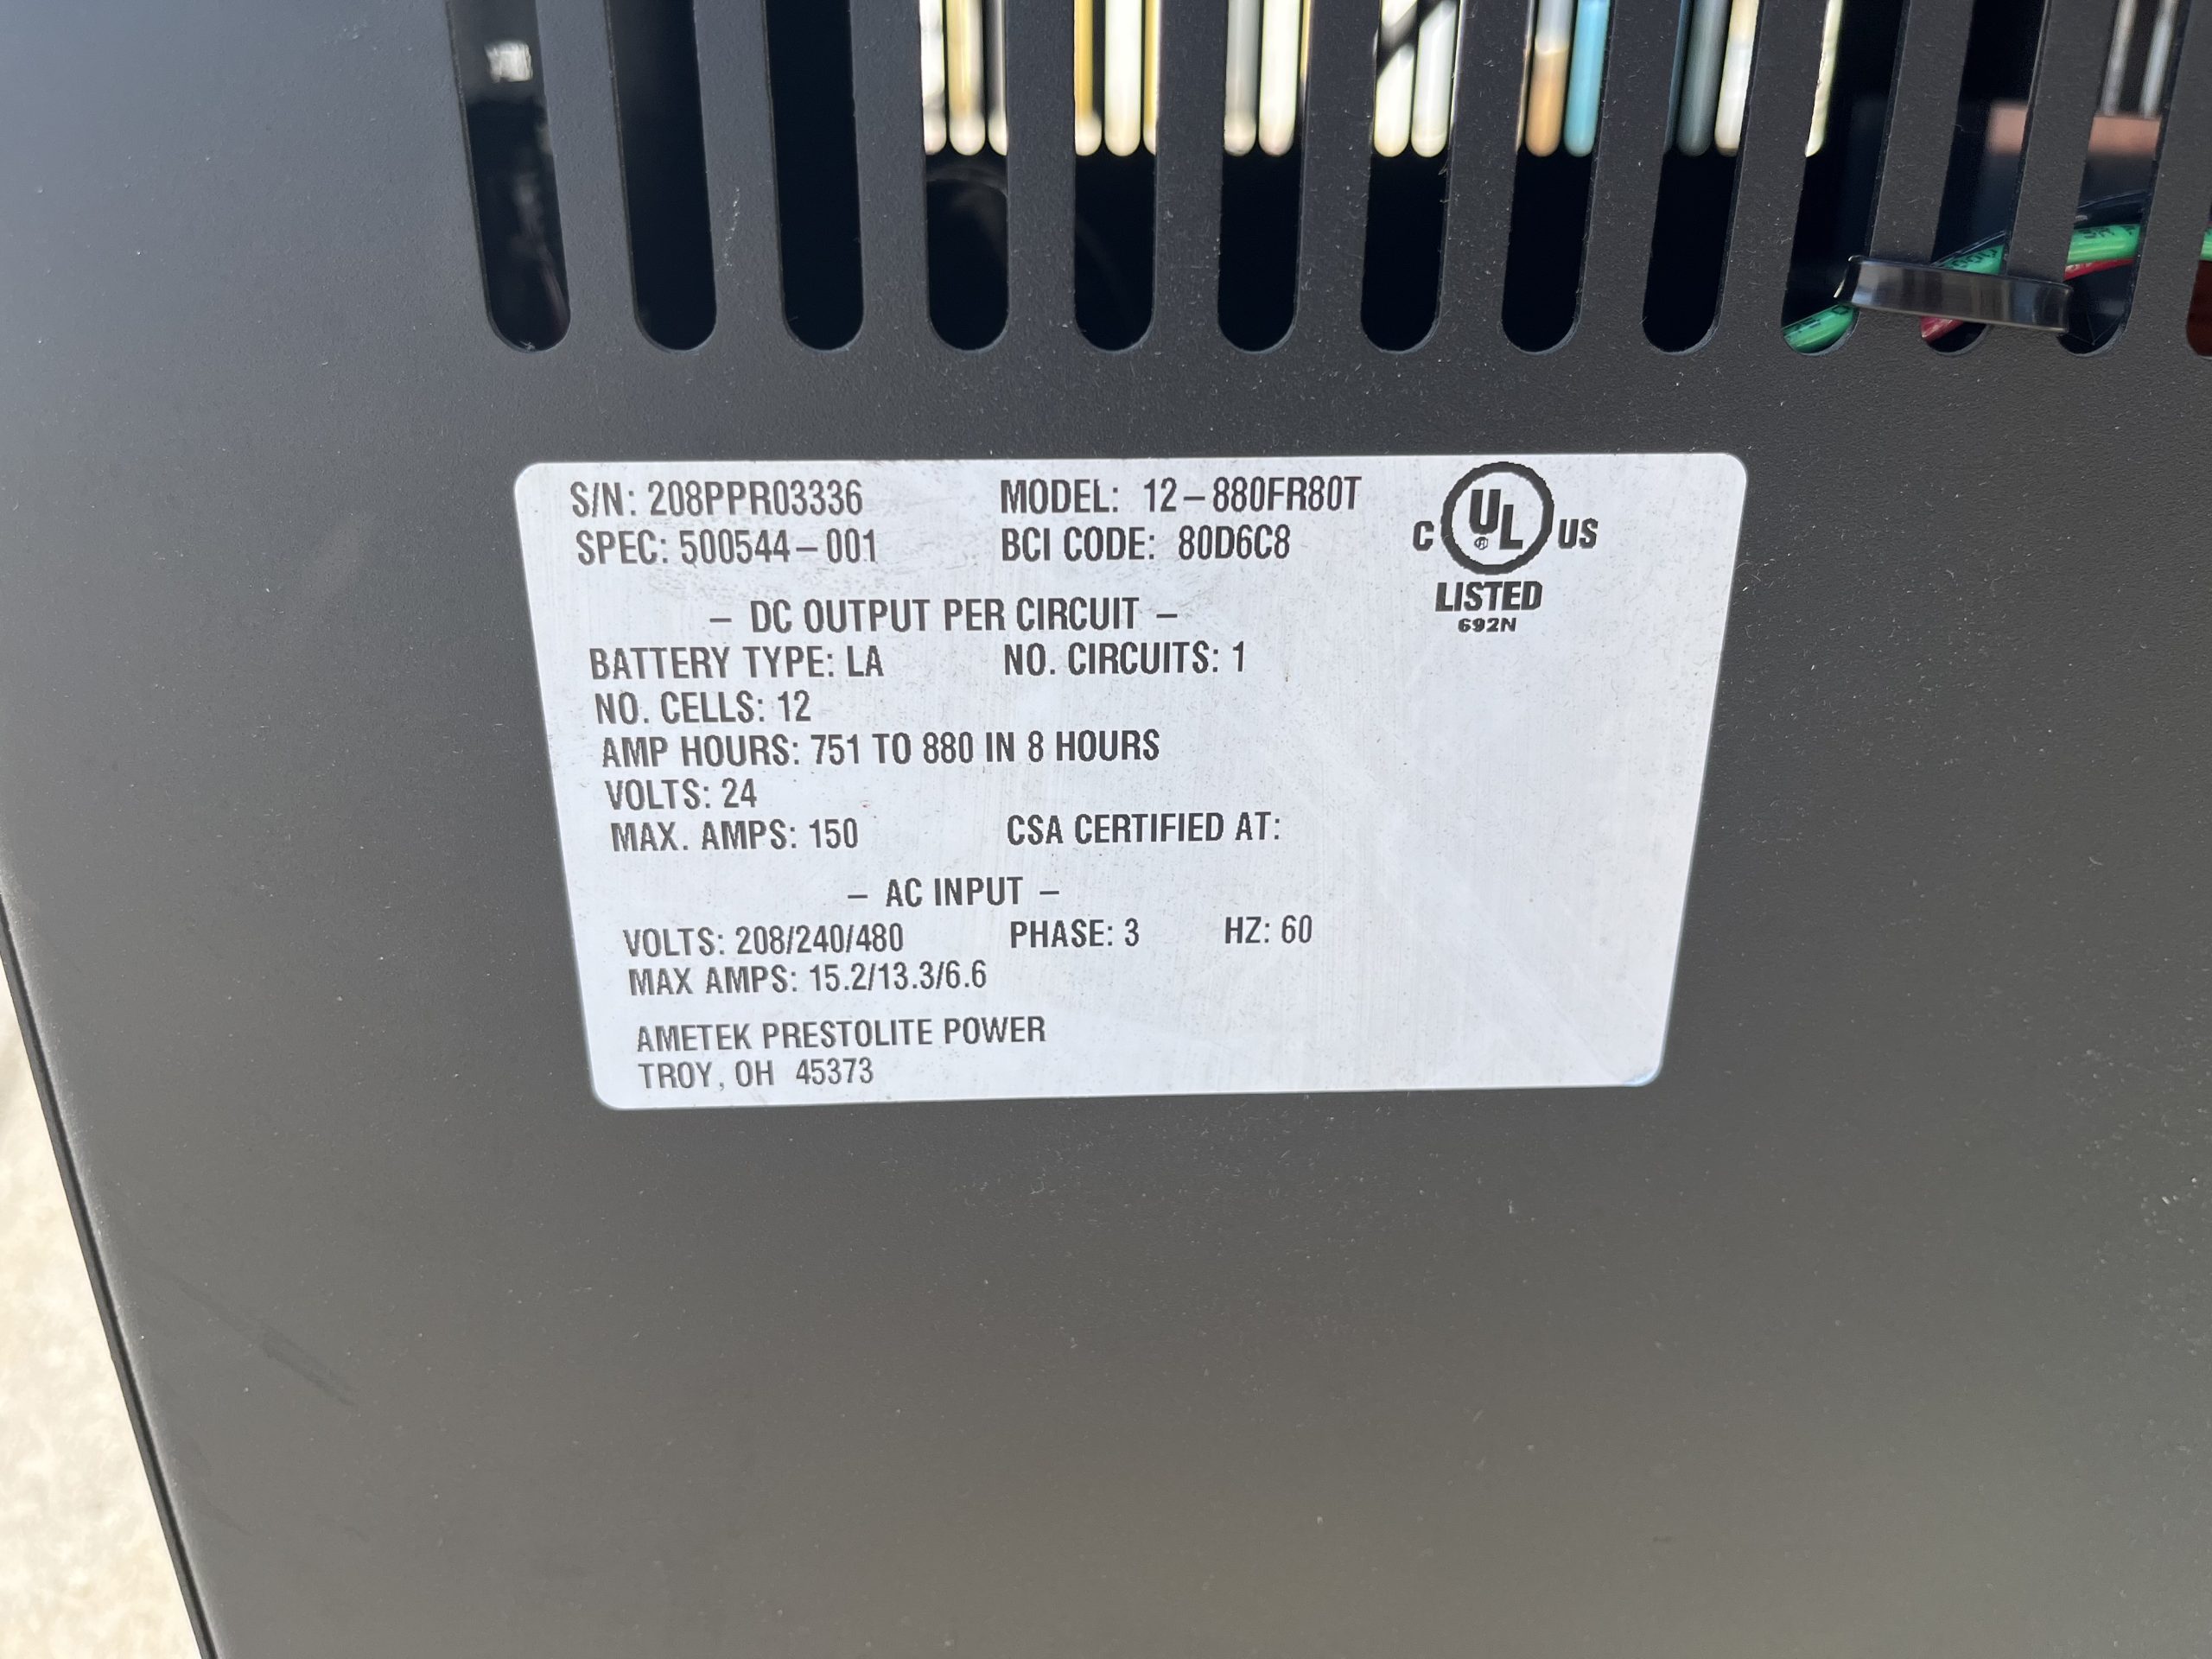 S/N: 208PPR03336 MODEL: 12-880FR80T
SPEC: 500544-001 BCI CODE: 80D6C8
C UL ® US
LISTED
692N
- DC OUTPUT PER CIRCUIT -
BATTERY TYPE: LA NO. CIRCUITS: 1
NO. CELLS: 12
AMP HOURS: 751 TO 880 IN 8 HOURS
VOLTS: 24
MAX. AMPS: 150 CSA CERTIFIED AT:
- AC INPUT -
VOLTS: 208/240/480 PHASE: 3 HZ: 60
MAX AMPS: 15.2/13.3/6.6
AMETEK PRESTOLITE POWER
TROY, OH 45373